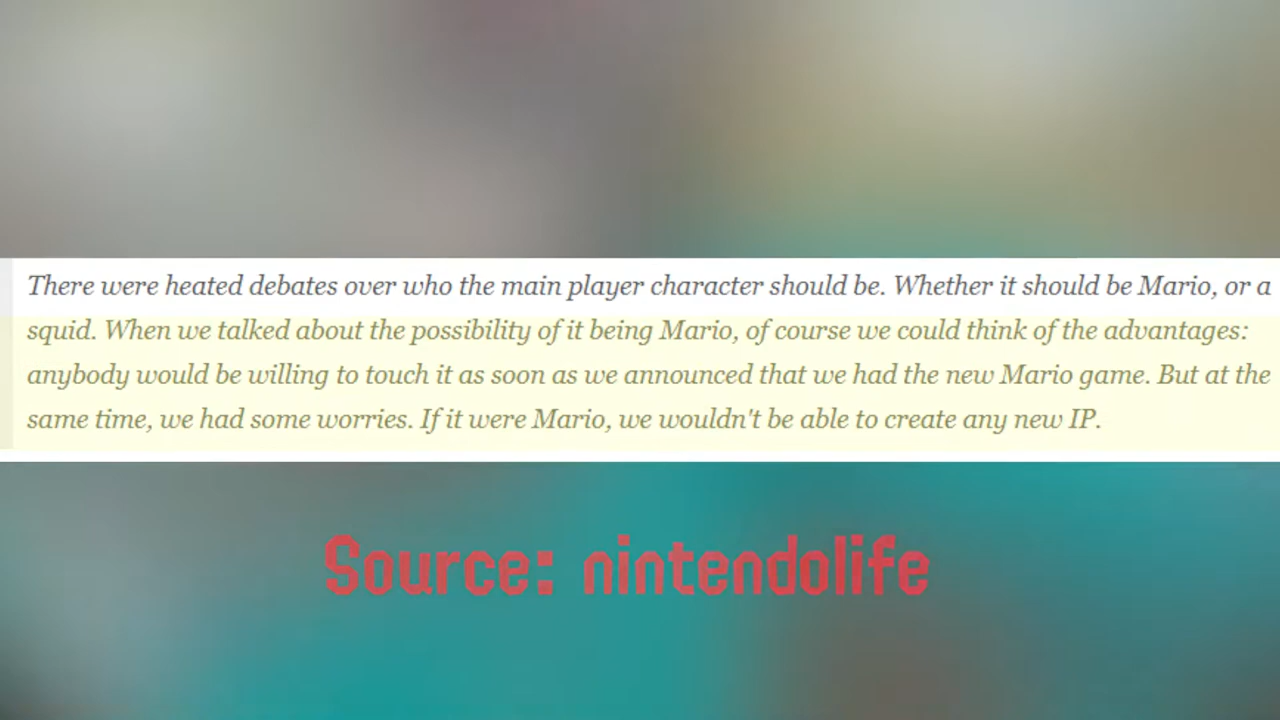 There were heated debates over who the main player character should be. Whether it should be Mario, or a
squid. When we talked about the possibility of it being Mario, of course we could think of the advantages:
anybody would be willing to touch it as soon as we announced that we had the new Mario game. But at the
same time, we had some worries. If it were Mario, we wouldn't be able to create any new IP.
Source: nintendolife